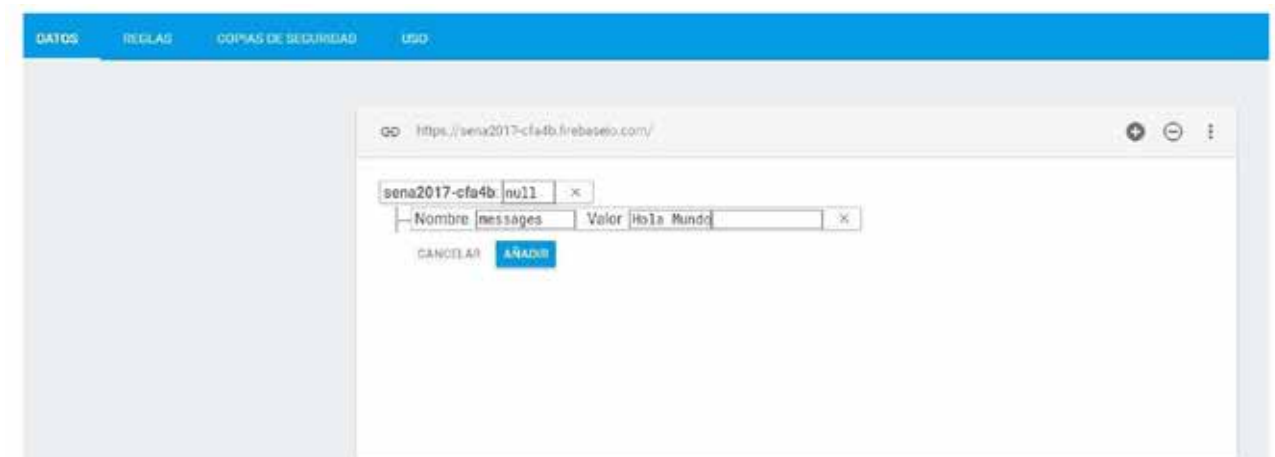 DATOS REGLAS COPIAS DE SEGURIDAD USO
https://sena2017-cfa4b.firebaseio.com/
sena2017-cfa4b: null ×
Nombre messages Valor Hola Mundo ×
CANCELAR AÑADIR